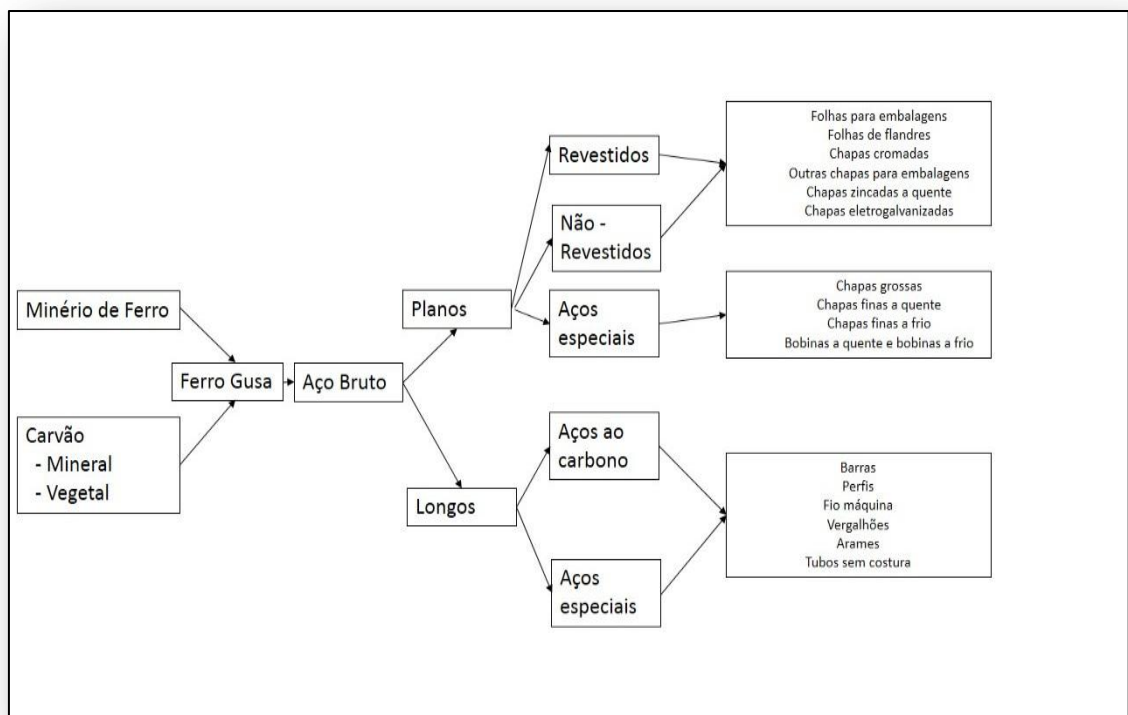 Minério de Ferro
Carvão
- Mineral
- Vegetal
Ferro Gusa
Aço Bruto
Planos
Longos
Revestidos
Não -
Revestidos
Aços
especiais
Aços ao
carbono
Aços
especiais
Folhas para embalagens
Folhas de flandres
Chapas cromadas
Outras chapas para embalagens
Chapas zincadas a quente
Chapas eletrogalvanizadas
Chapas grossas
Chapas finas a quente
Chapas finas a frio
Bobinas a quente e bobinas a frio
Barras
Perfis
Fio máquina
Vergalhões
Arames
Tubos sem costura